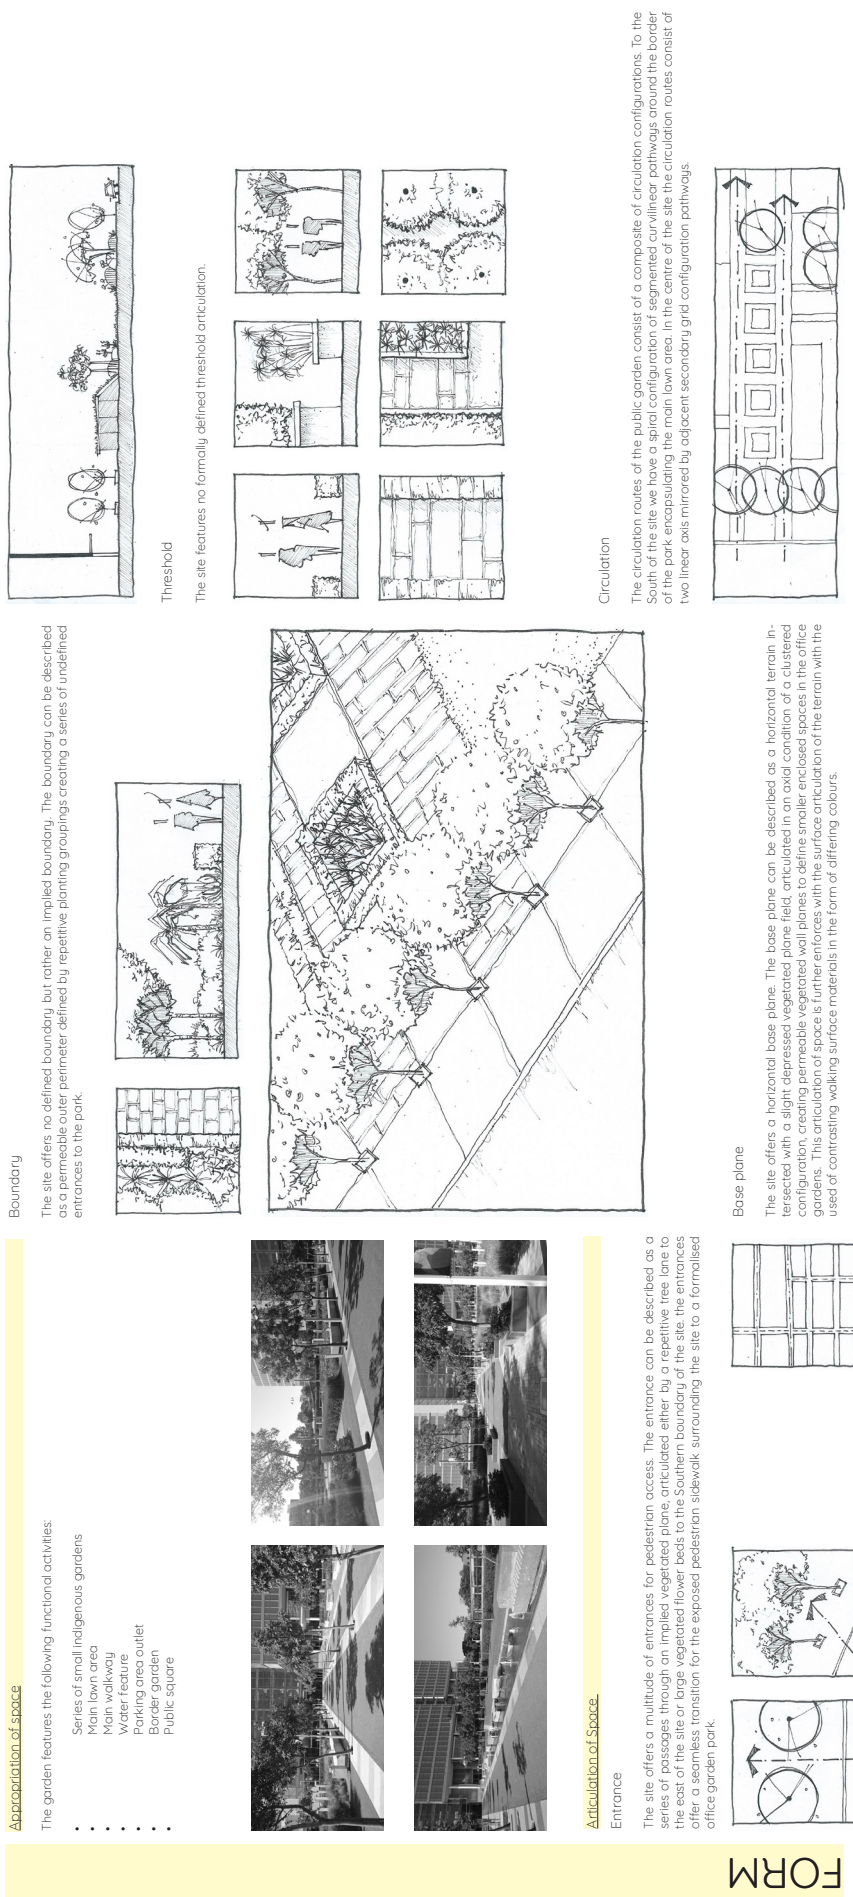 FORM
Appropriation of space
The garden features the following functional activities:
• Series of small indigenous gardens
• Main lawn area
• Main walkway
• Water feature
• Parking area outlet
• Border garden
• Public square
Articulation of Space
Entrance
The site offers a multitude of entrances for pedestrian access. The entrance can be described as a
series of passages through an implied vegetated plane, articulated either by a repetitive tree lane to
the east of the site or large vegetated flower beds to the Southern boundary of the site. the entrances
offer a seamless transition for the exposed pedestrian sidewalk surrounding the site to a formalised
office garden park.
Boundary
The site offers no defined boundary but rather an implied boundary. The boundary can be described
as a permeable outer perimeter defined by repetitive planting groupings creating a series of undefined
entrances to the park.
Base plane
The site offers a horizontal base plane. The base plane can be described as a horizontal terrain in-
tersected with a slight depressed vegetated plane field, articulated in an axial condition of a clustered
configuration, creating permeable vegetated wall planes to define smaller enclosed spaces in the office
gardens. This articulation of space is further enforces with the surface articulation of the terrain with the
used of contrasting walking surface materials in the form of differing colours.
Threshold
The site features no formally defined threshold articulation.
Circulation
The circulation routes of the public garden consist of a composite of circulation configurations. To the
South of the site we have a spiral configuration of segmented curvilinear pathways around the border
of the park encapsulating the main lawn area. In the centre of the site the circulation routes consist of
two linear axis mirrored by adjacent secondary grid configuration pathways.